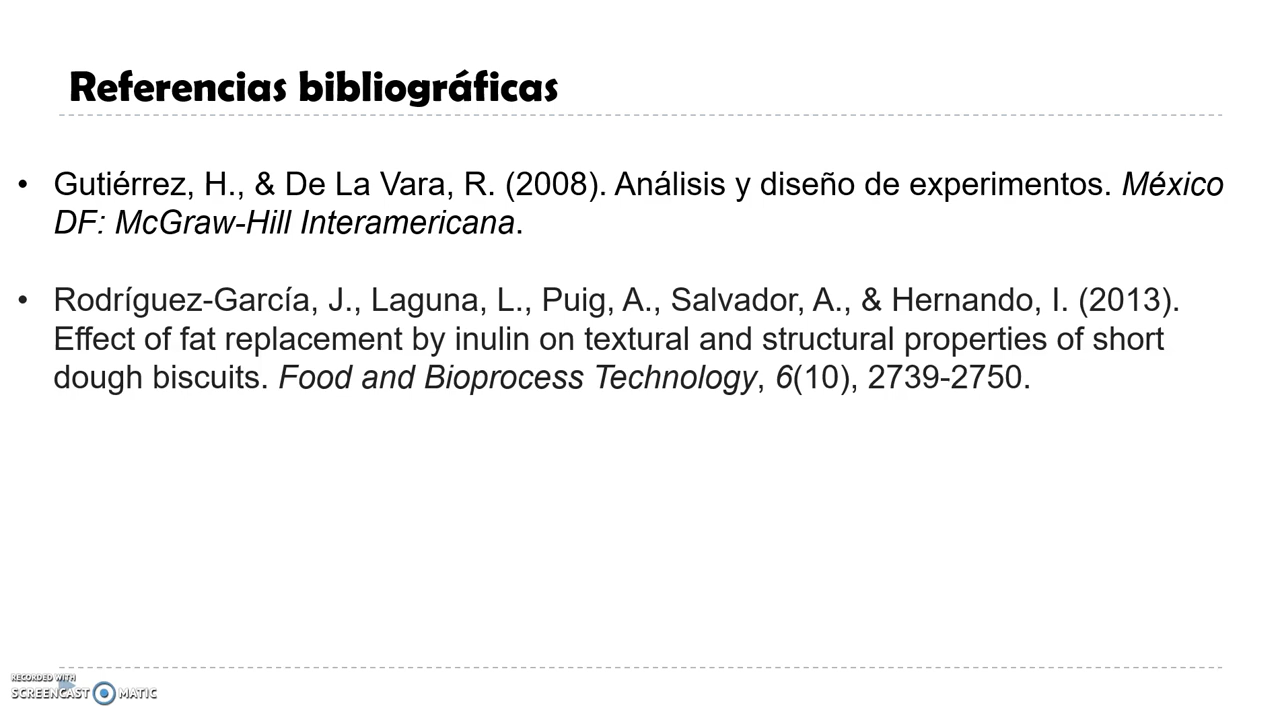 Referencias bibliográficas
• Gutiérrez, H., & De La Vara, R. (2008). Análisis y diseño de experimentos. México
DF: McGraw-Hill Interamericana.
• Rodríguez-García, J., Laguna, L., Puig, A., Salvador, A., & Hernando, I. (2013).
Effect of fat replacement by inulin on textural and structural properties of short
dough biscuits. Food and Bioprocess Technology, 6(10), 2739-2750.
RECORDED WITH
SCREENCAST MATIC